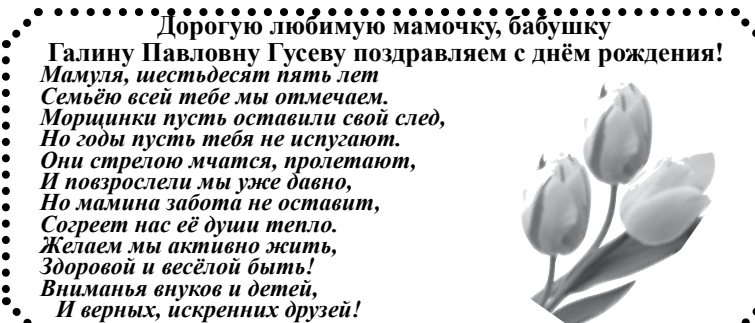 Дорогую любимую мамочку, бабушку
Галину Павловну Гусеву поздравляем с днём рождения!
Мамуля, шестьдесят пять лет
Семьёю всей тебе мы отмечаем.
Морщинки пусть оставили свой след,
Но годы пусть тебя не испугают.
Они стрелою мчатся, пролетают,
И повзрослели мы уже давно,
Но мамина забота не оставит,
Согреет нас её души тепло.
Желаем мы активно жить,
Здоровой и весёлой быть!
Вниманья внуков и детей,
И верных, искренних друзей!